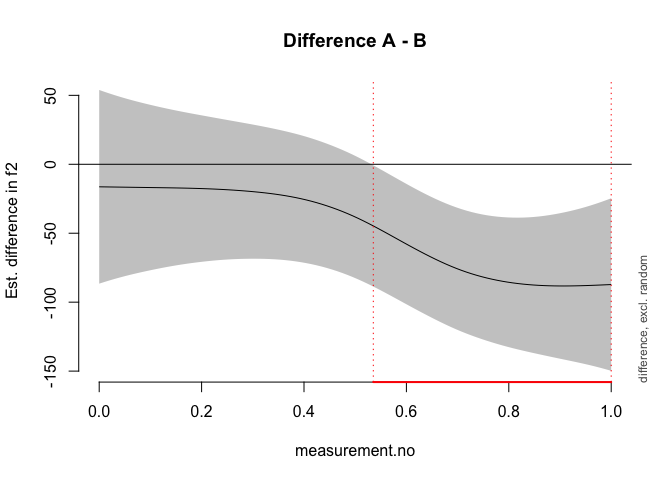 Difference A - B
Est. difference in f2
50
0
-50
-100
-150
0.0 0.2 0.4 0.6 0.8 1.0
measurement.no
difference, excl. random